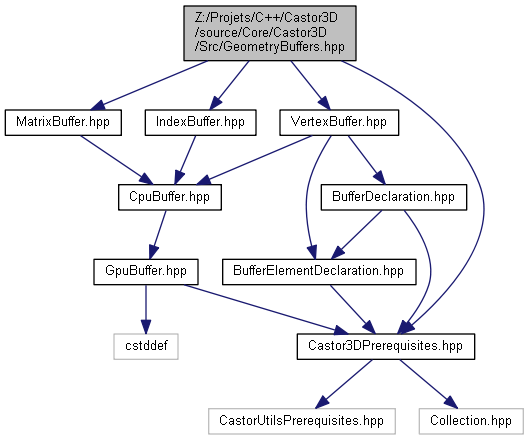 Z:/Projets/C++/Castor3D
/source/Core/Castor3D
/Src/GeometryBuffers.hpp
MatrixBuffer.hpp
IndexBuffer.hpp
VertexBuffer.hpp
CpuBuffer.hpp
BufferDeclaration.hpp
GpuBuffer.hpp
BufferElementDeclaration.hpp
cstddef
Castor3DPrerequisites.hpp
CastorUtilsPrerequisites.hpp
Collection.hpp